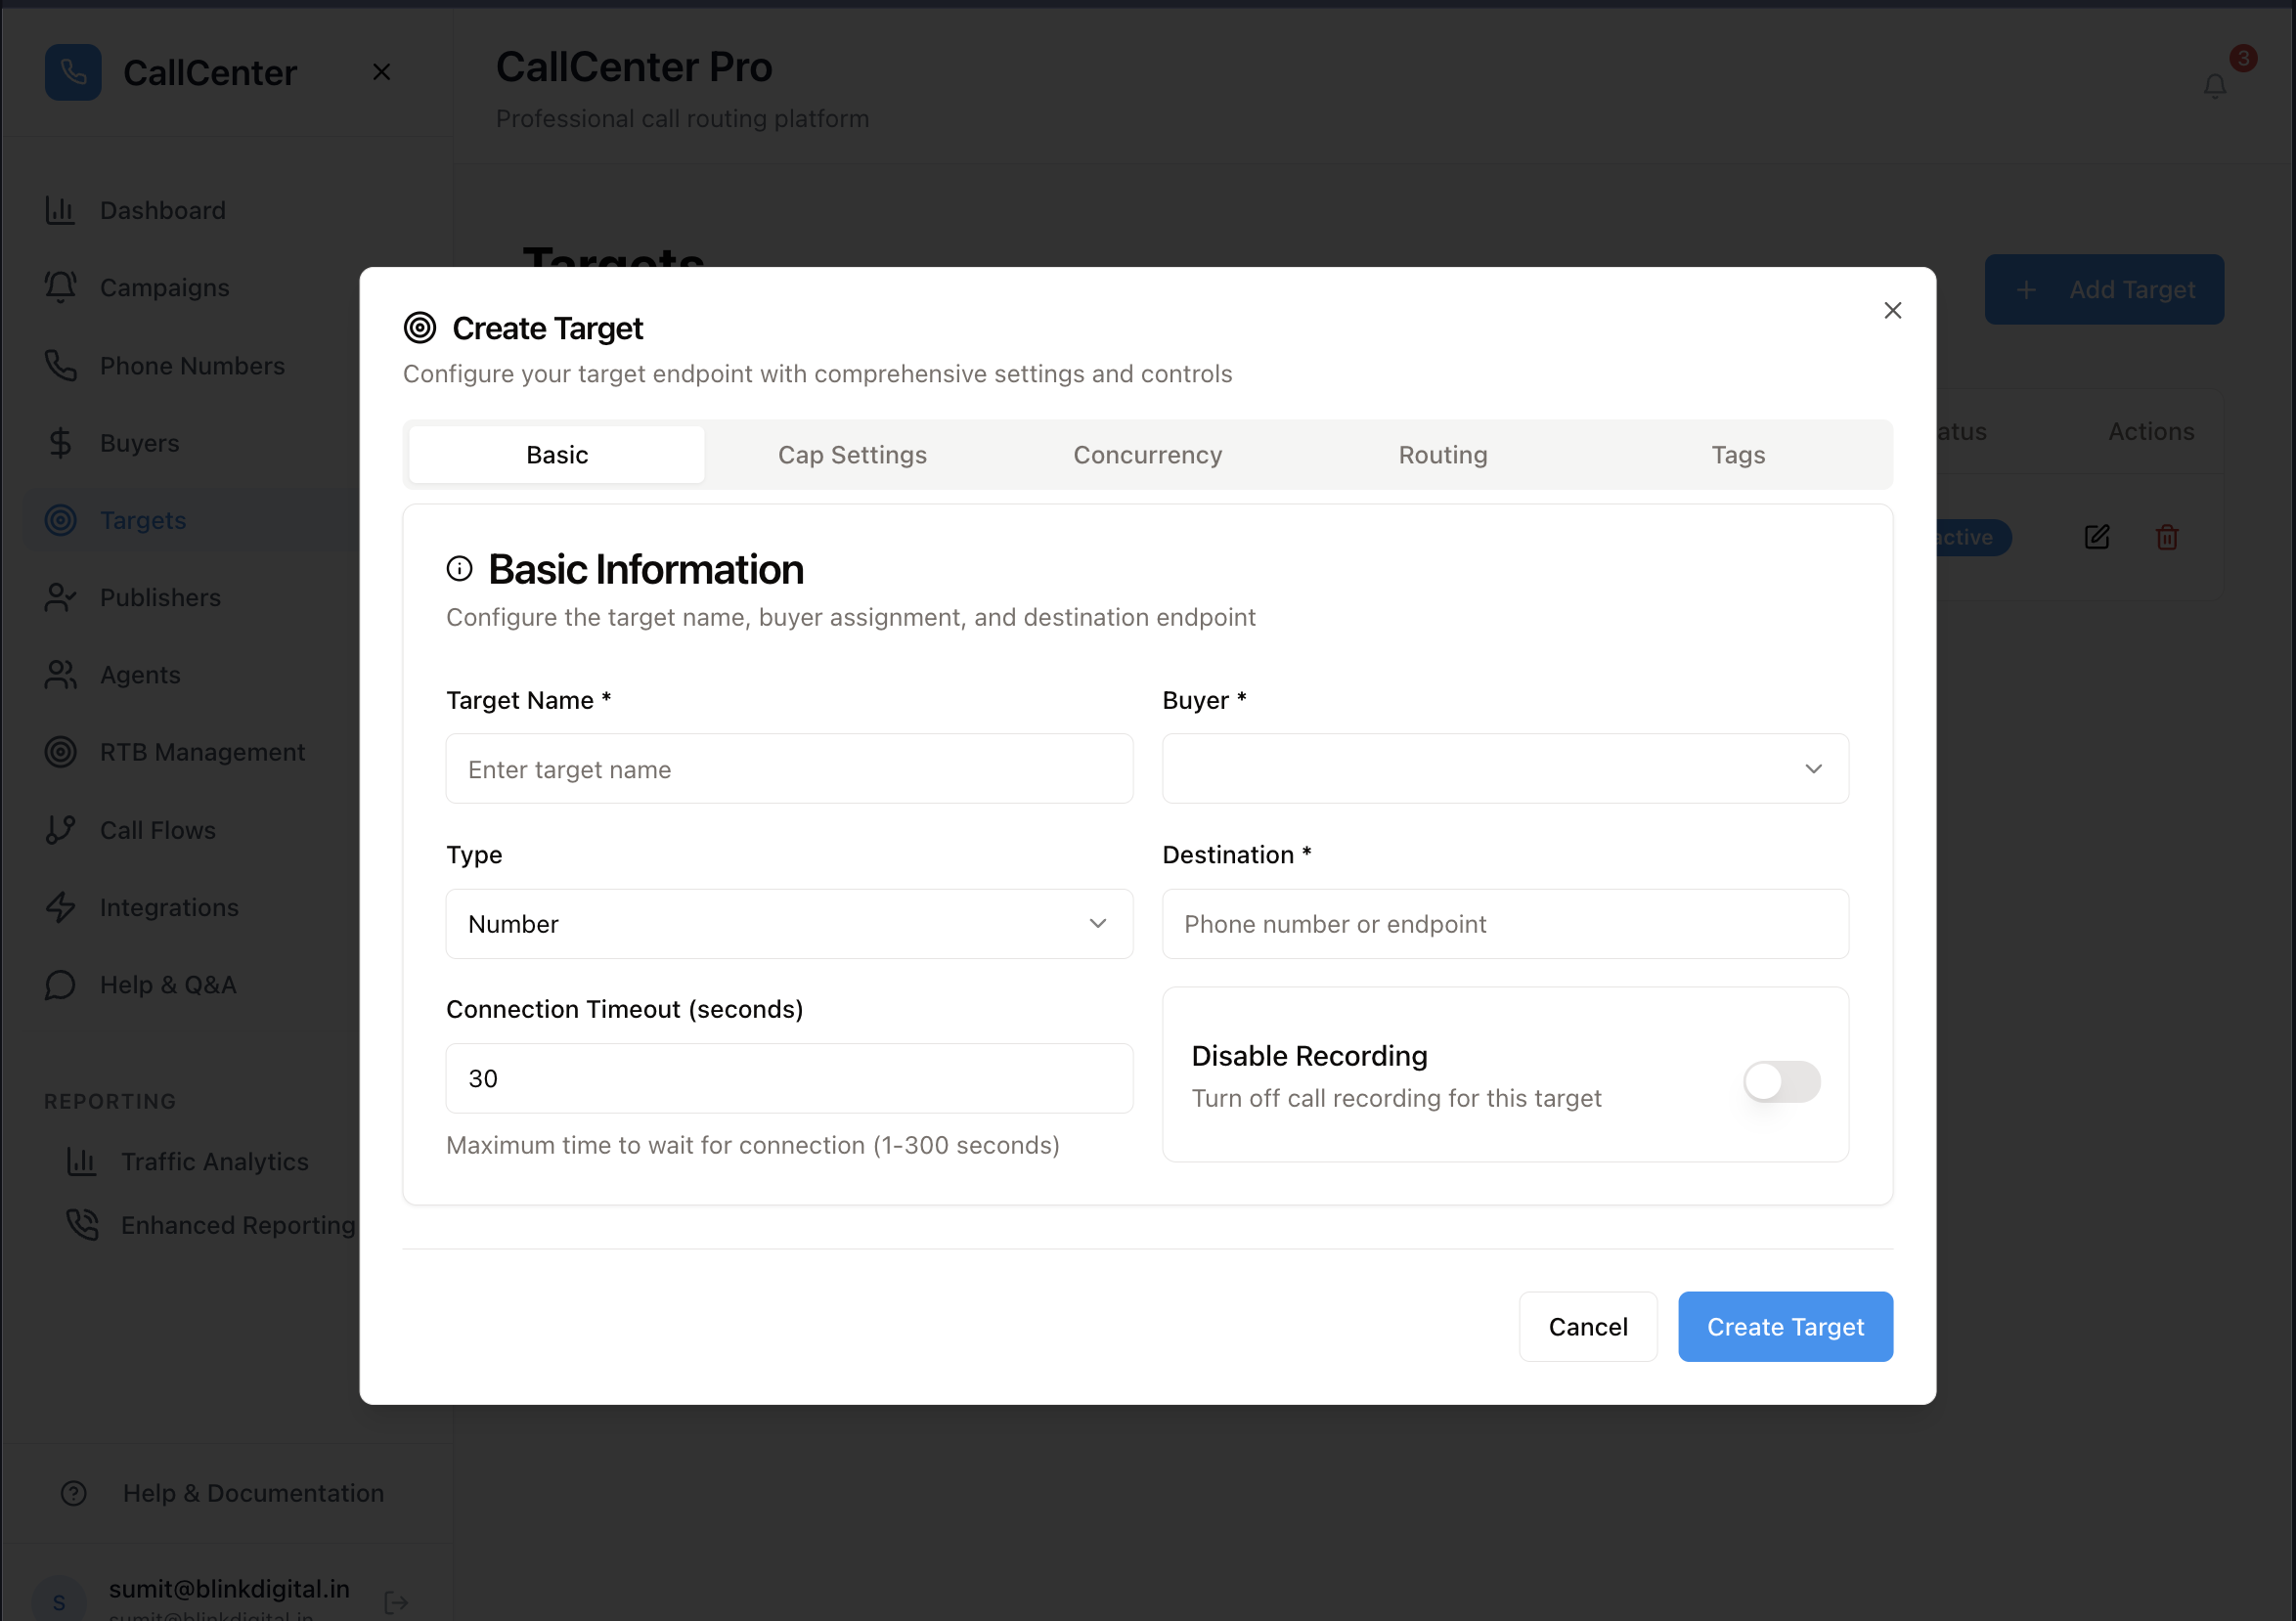 CallCenter
CallCenter Pro
Professional call routing platform
3
Dashboard
Campaigns
Phone Numbers
Buyers
Targets
Publishers
Agents
RTB Management
Call Flows
Integrations
Help & Q&A
REPORTING
Traffic Analytics
Enhanced Reporting
Help & Documentation
S
sumit@blinkdigital.in
sumit@blinkdigital.in
Targets
Add Target
atus
Actions
active
Create Target
Configure your target endpoint with comprehensive settings and controls
Basic
Cap Settings
Concurrency
Routing
Tags
Basic Information
Configure the target name, buyer assignment, and destination endpoint
Target Name *
Enter target name
Buyer *
Type
Number
Destination *
Phone number or endpoint
Connection Timeout (seconds)
30
Maximum time to wait for connection (1-300 seconds)
Disable Recording
Turn off call recording for this target
Cancel
Create Target